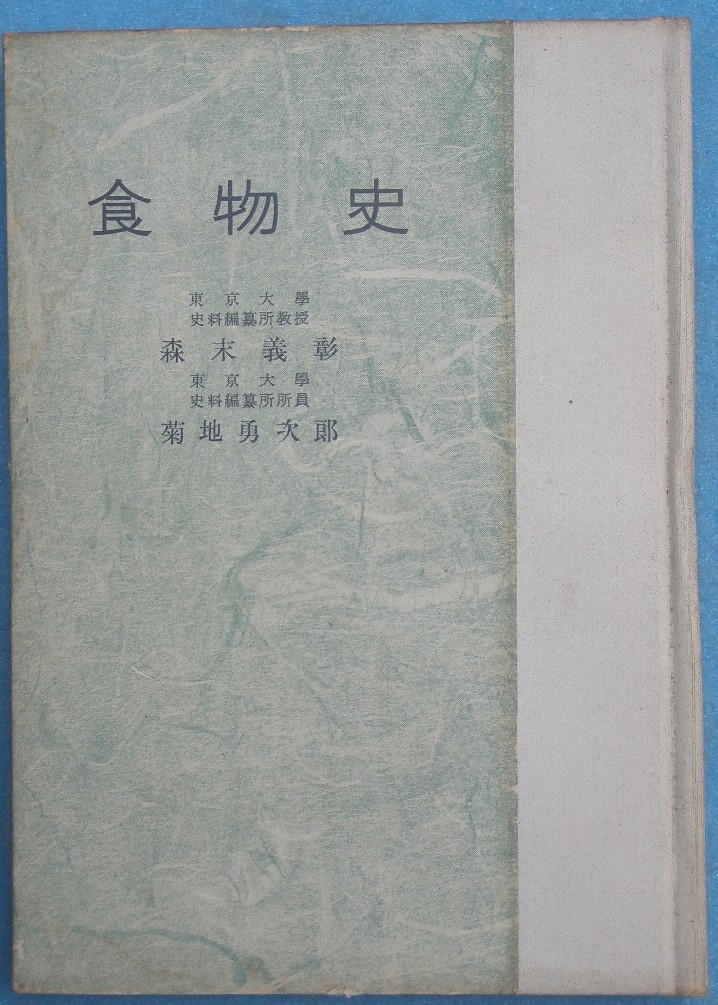 食物史
東京大學
史料編纂所教授
森末義彰
東京大學
史料編纂所所員
菊地勇次郎